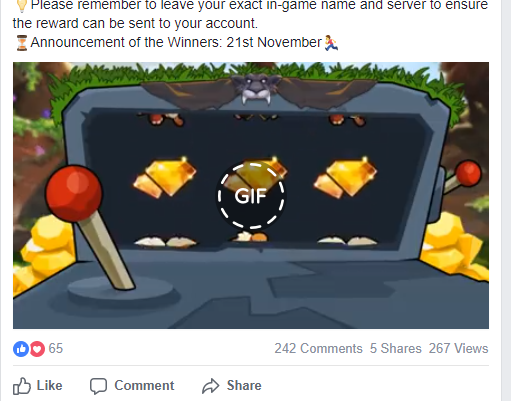 Please remember to leave your exact in-game name and server to ensure
the reward can be sent to your account.
Announcement of the Winners: 21st November
GIF
65
242 Comments 5 Shares 267 Views
Like Comment Share